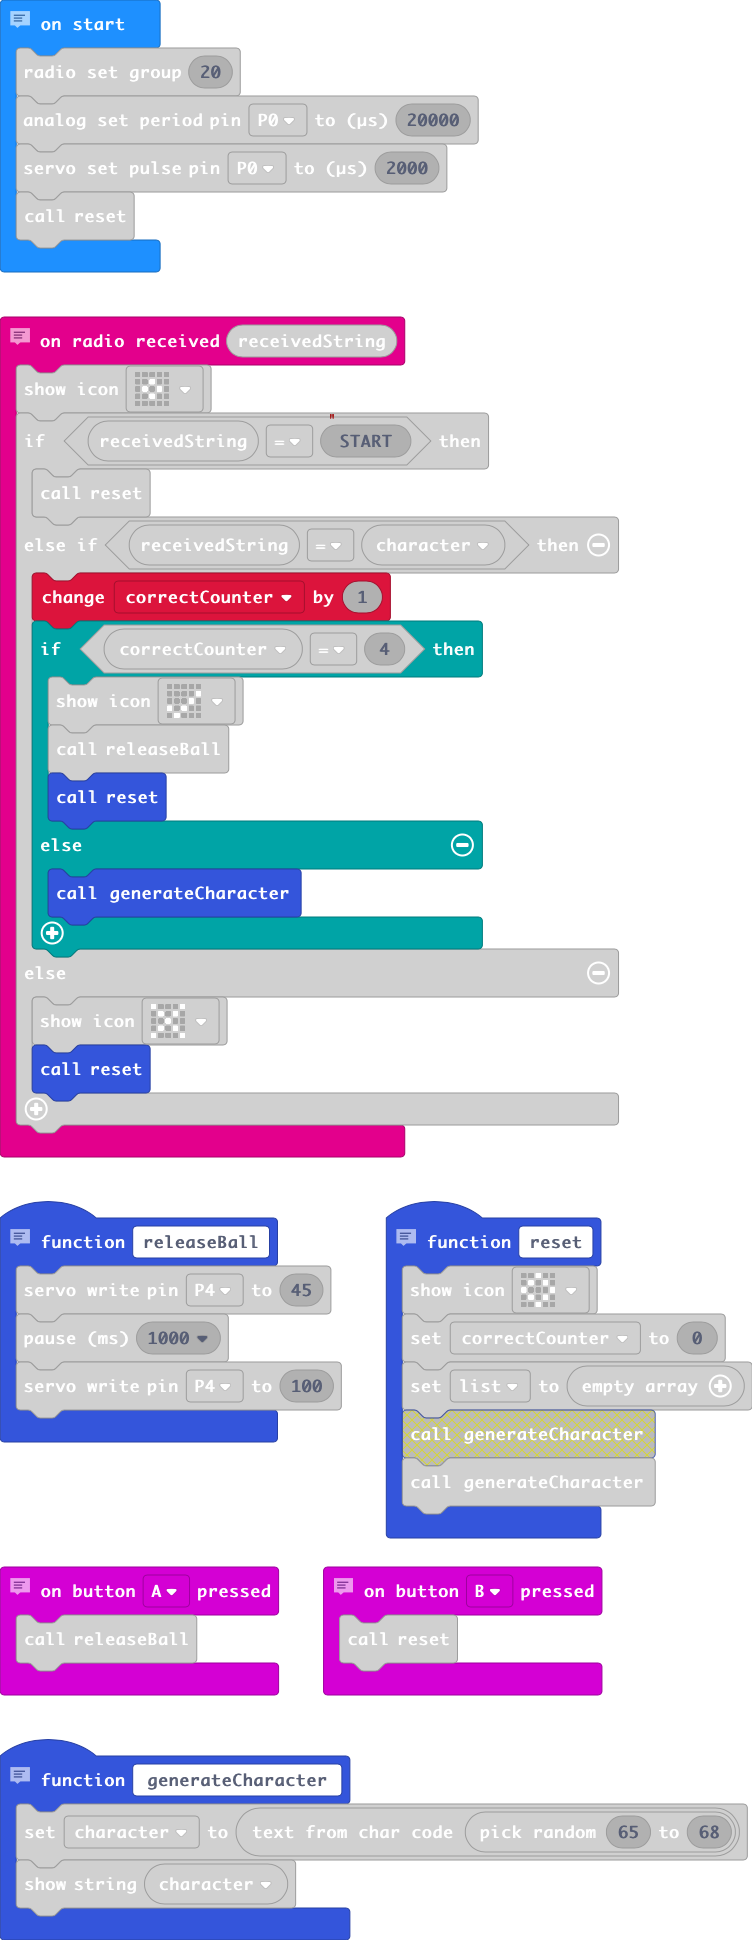 on start
radio set group 20
analog set period pin P0 to (µs) 20000
servo set pulse pin P0 to (µs) 2000
call reset
on radio received receivedString
show icon
if receivedString = " START then
call reset
else if receivedString = character then
change correctCounter by 1
if correctCounter = 4 then
show icon
call releaseBall
call reset
else
call generateCharacter
else
show icon
call reset
function releaseBall
servo write pin P4 to 45
pause (ms) 1000
servo write pin P4 to 100
function reset
show icon
set correctCounter to 0
set list to empty array
call generateCharacter
call generateCharacter
on button A pressed
call releaseBall
on button B pressed
call reset
function generateCharacter
set character to text from char code pick random 65 to 68
show string character